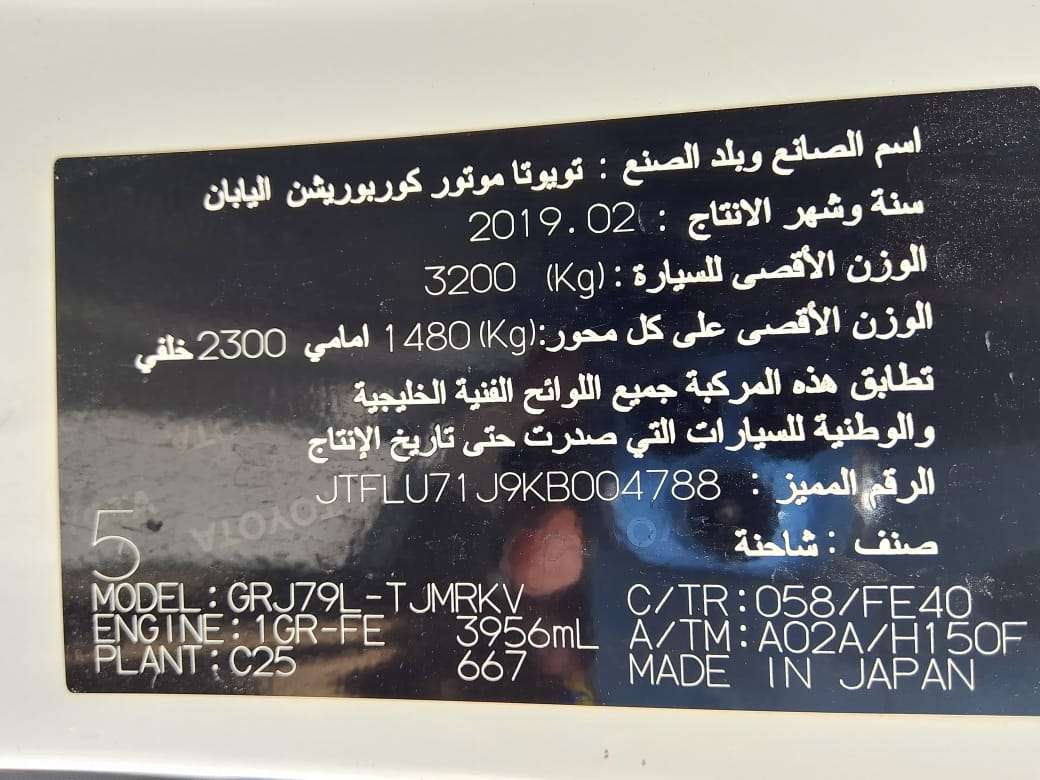 اسم الصانع وبلد الصنع : تويوتا موتور كوربوريشن اليابان
سنة وشهر الانتاج : 2019.02
الوزن الأقصى للسيارة : (Kg) 3200
الوزن الأقصى على كل محور:(Kg) 1480 امامي 2300 خلفي
تطابق هذه المركبة جميع اللوائح الفنية الخليجية
والوطنية للسيارات التي صدرت حتى تاريخ الإنتاج
الرقم المميز : JTFLU71J9KB004788
صنف : شاحنة
5
MODEL:GRJ79L-TJMRKV C/TR:058/FE40
ENGINE:1GR-FE 3956mL A/TM:A02A/H150F
PLANT:C25 667 MADE IN JAPAN
TOYOTA